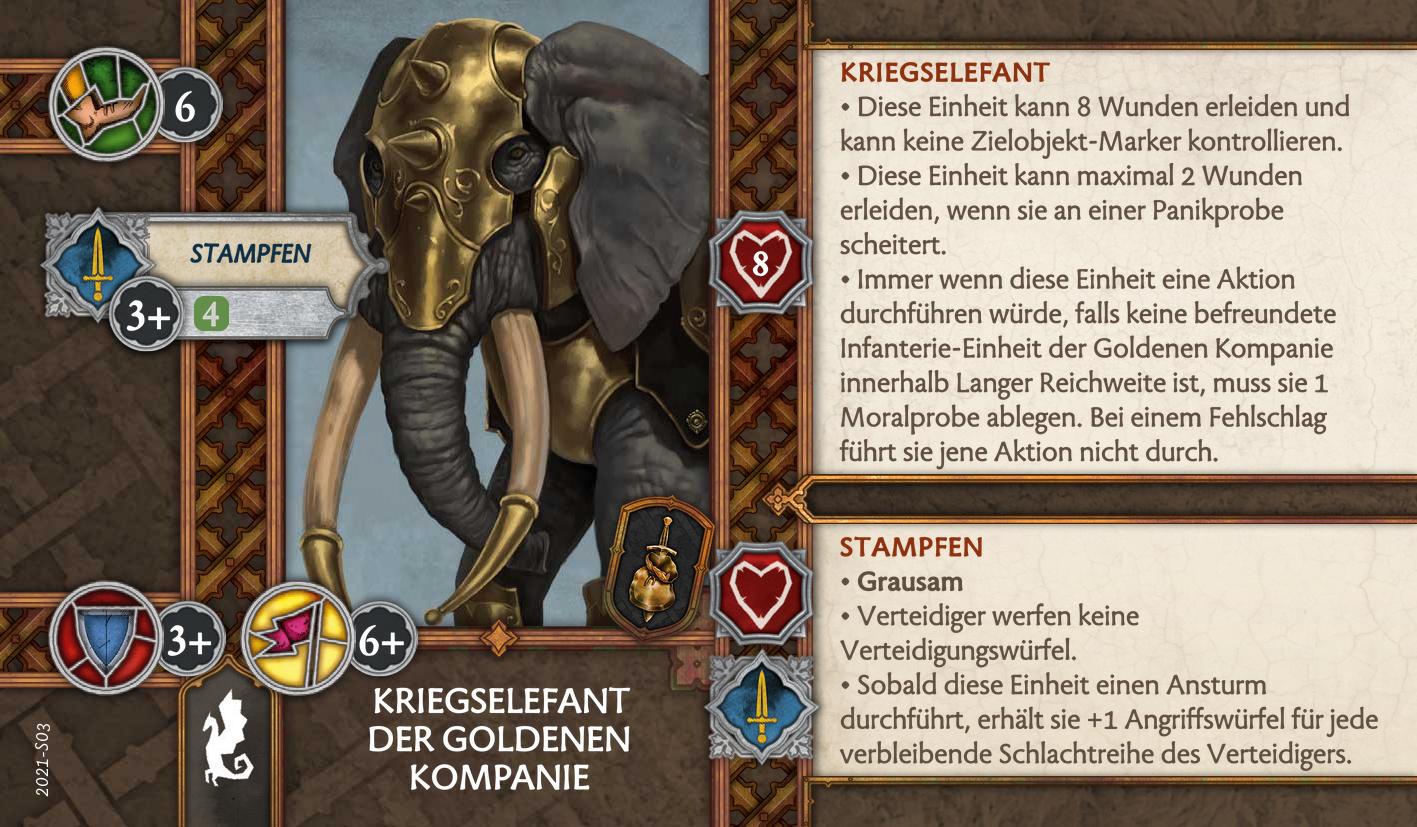 6
STAMPFEN
3+ 4
3+
6+
2021-S03
KRIEGSELEFANT
DER GOLDENEN
KOMPANIE
8
KRIEGSELEFANT
• Diese Einheit kann 8 Wunden erleiden und
kann keine Zielobjekt-Marker kontrollieren.
• Diese Einheit kann maximal 2 Wunden
erleiden, wenn sie an einer Panikprobe
scheitert.
• Immer wenn diese Einheit eine Aktion
durchführen würde, falls keine befreundete
Infanterie-Einheit der Goldenen Kompanie
innerhalb Langer Reichweite ist, muss sie 1
Moralprobe ablegen. Bei einem Fehlschlag
führt sie jene Aktion nicht durch.
STAMPFEN
• Grausam
• Verteidiger werfen keine
Verteidigungswürfel.
• Sobald diese Einheit einen Ansturm
durchführt, erhält sie +1 Angriffswürfel für jede
verbleibende Schlachtreihe des Verteidigers.